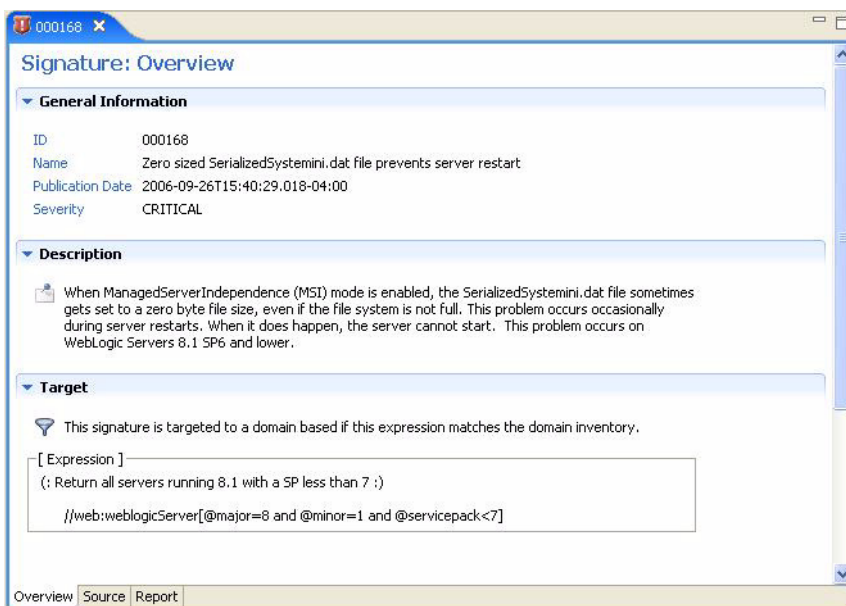 000168
Signature: Overview
General Information
ID 000168
Name Zero sized SerializedSystemini.dat file prevents server restart
Publication Date 2006-09-26T15:40:29.018-04:00
Severity CRITICAL
Description
When ManagedServerIndependence (MSI) mode is enabled, the SerializedSystemini.dat file sometimes
gets set to a zero byte file size, even if the file system is not full. This problem occurs occasionally
during server restarts. When it does happen, the server cannot start. This problem occurs on
WebLogic Servers 8.1 SP6 and lower.
Target
This signature is targeted to a domain based if this expression matches the domain inventory.
[ Expression ]
(: Return all servers running 8.1 with a SP less than 7 :)
//web:weblogicServer[@major=8 and @minor=1 and @servicepack<7]
Overview Source Report